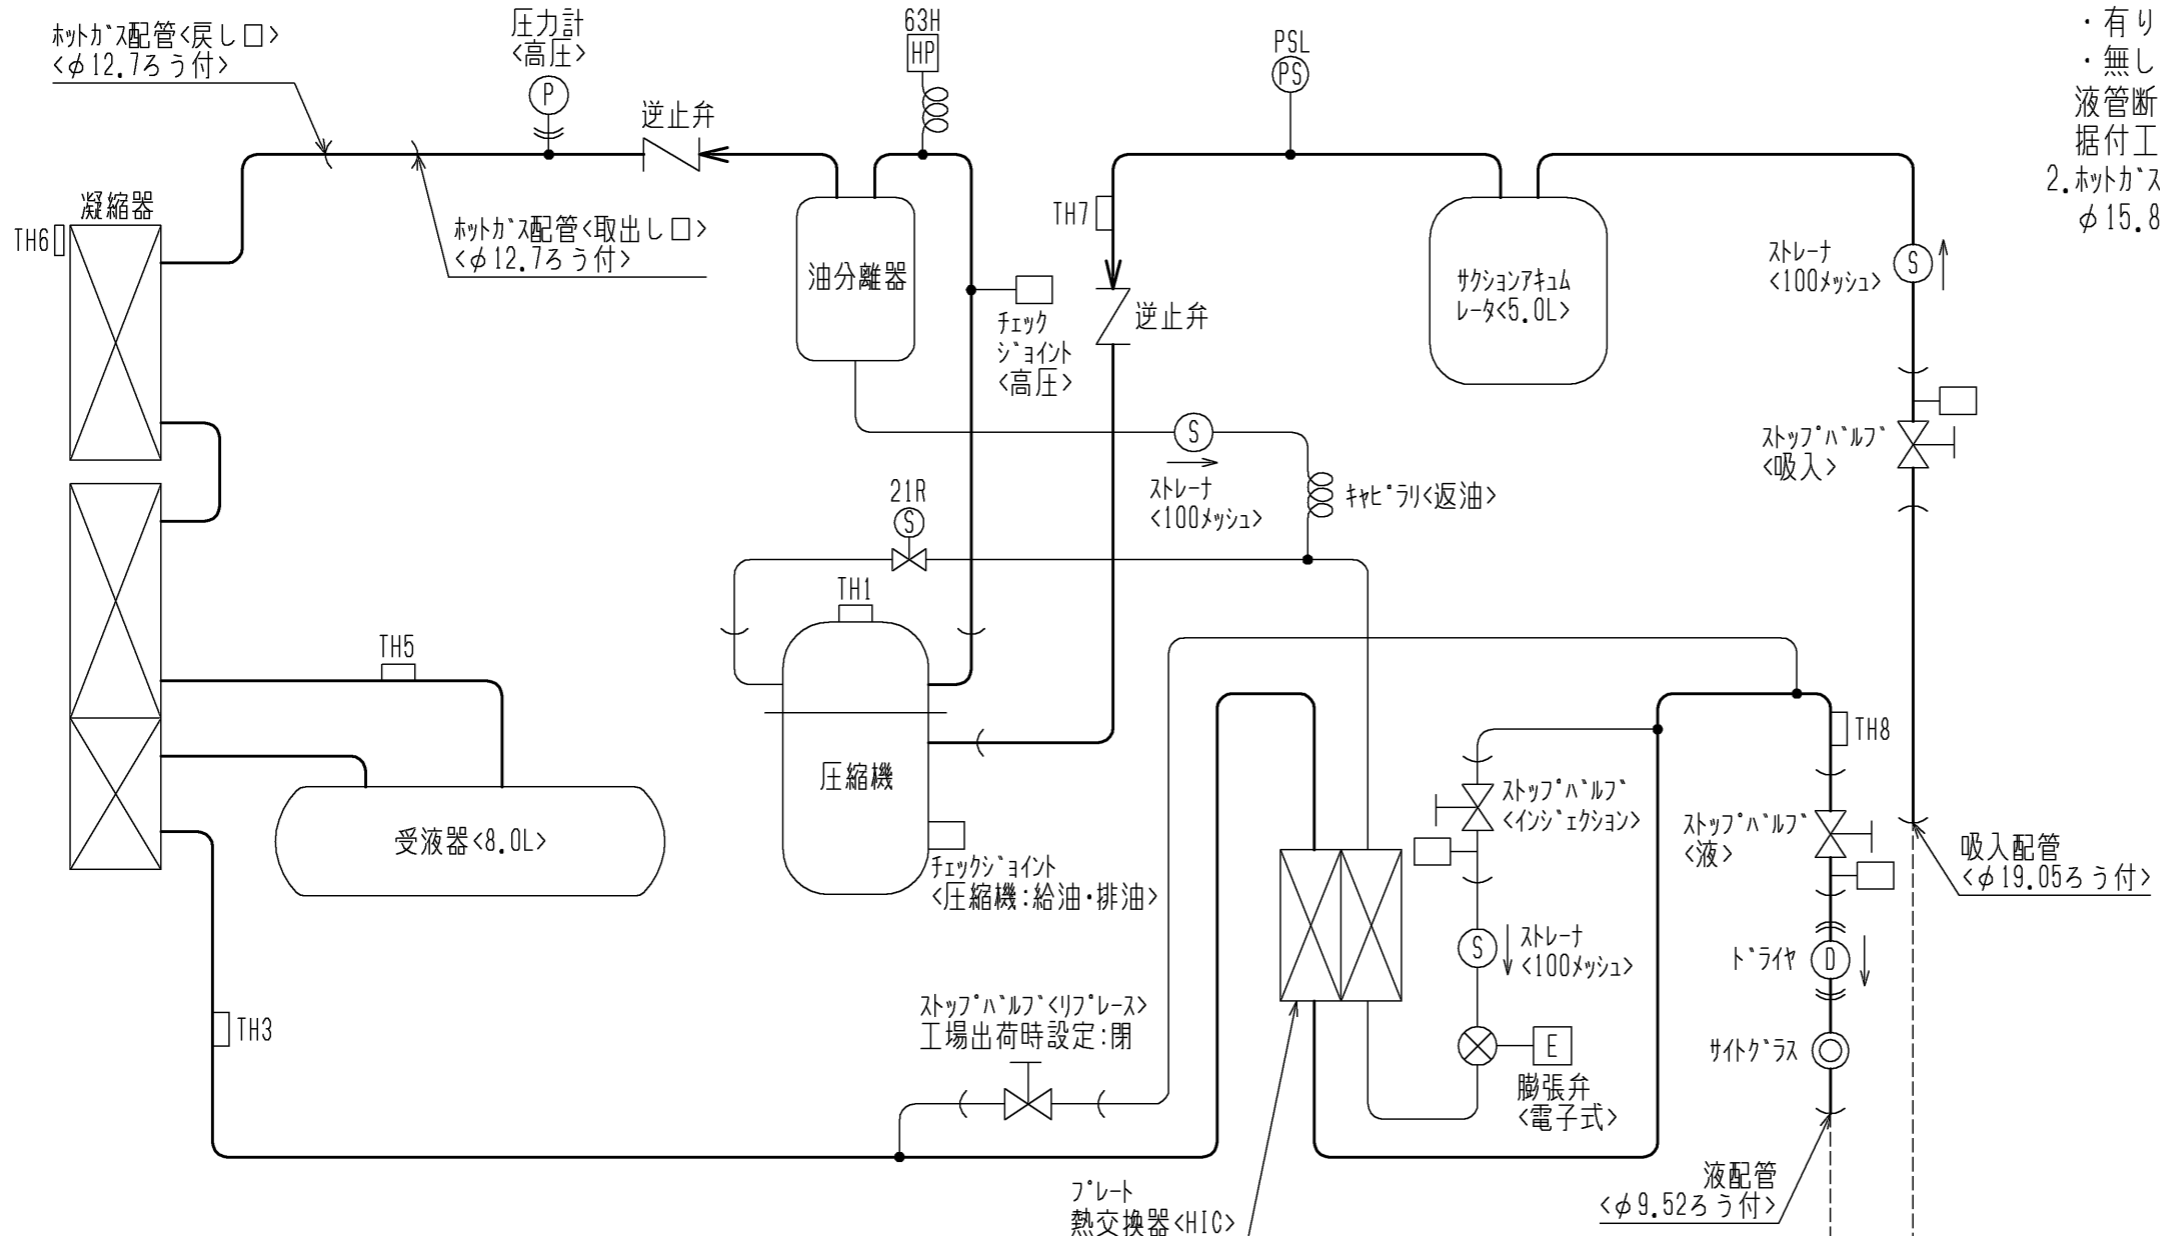 ﾎｯﾄｶﾞｽ配管<戻し口>
<φ12.7ろう付>
圧力計
<高圧>
P
63H
HP
PSL
PS
・有り
・無し
液管断
据付工
2.ﾎｯﾄｶﾞｽ
φ15.8
逆止弁
凝縮器
TH6
ﾎｯﾄｶﾞｽ配管<取出し口>
<φ12.7ろう付>
油分離器
TH7
逆止弁
ﾁｪｯｸ
ｼﾞｮｲﾝﾄ
<高圧>
ｻｸｼｮﾝｱｷｭﾑ
ﾚｰﾀ<5.0L>
ｽﾄﾚｰﾅ
<100ﾒｯｼｭ>
S
ｽﾄｯﾌﾟﾊﾞﾙﾌﾞ
<吸入>
S
ｽﾄﾚｰﾅ
<100ﾒｯｼｭ>
ｷｬﾋﾟﾗﾘ<返油>
21R
S
TH1
TH5
圧縮機
受液器<8.0L>
ﾁｪｯｸｼﾞｮｲﾝﾄ
<圧縮機:給油･排油>
TH8
ｽﾄｯﾌﾟﾊﾞﾙﾌﾞ
<ｲﾝｼﾞｪｸｼｮﾝ>
ｽﾄｯﾌﾟﾊﾞﾙﾌﾞ
<液>
吸入配管
<φ19.05ろう付>
S
ｽﾄﾚｰﾅ
<100ﾒｯｼｭ>
ﾄﾞﾗｲﾔ
D
TH3
ｽﾄｯﾌﾟﾊﾞﾙﾌﾞ<ﾘﾌﾟﾚｰｽ>
工場出荷時設定:閉
E
膨張弁
<電子式>
ｻｲﾄｸﾞﾗｽ
ﾌﾟﾚｰﾄ
熱交換器<HIC>
液配管
<φ9.52ろう付>